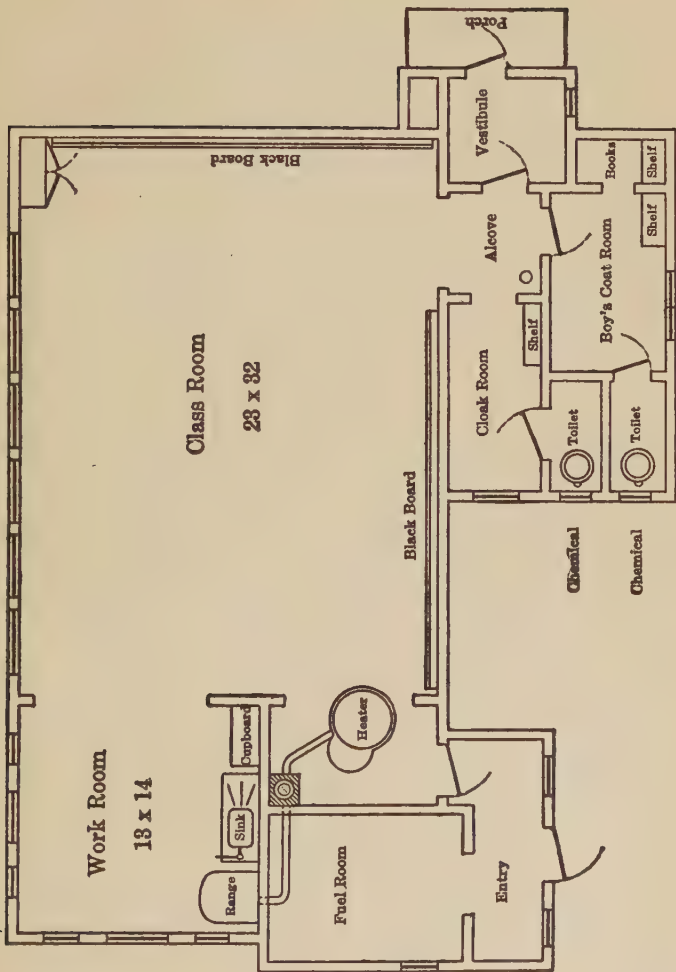 Porch
Vestibule
Black Board
Books
Shelf
Shelf
Alcove
Boy's Coat Room
Class Room
23 x 32
Shelf
Cloak Room
Toilet
Toilet
Black Board
Chemical
Chemical
Heater
Cupboard
Work Room
13 x 14
Sink
Range
Fuel Room
Entry